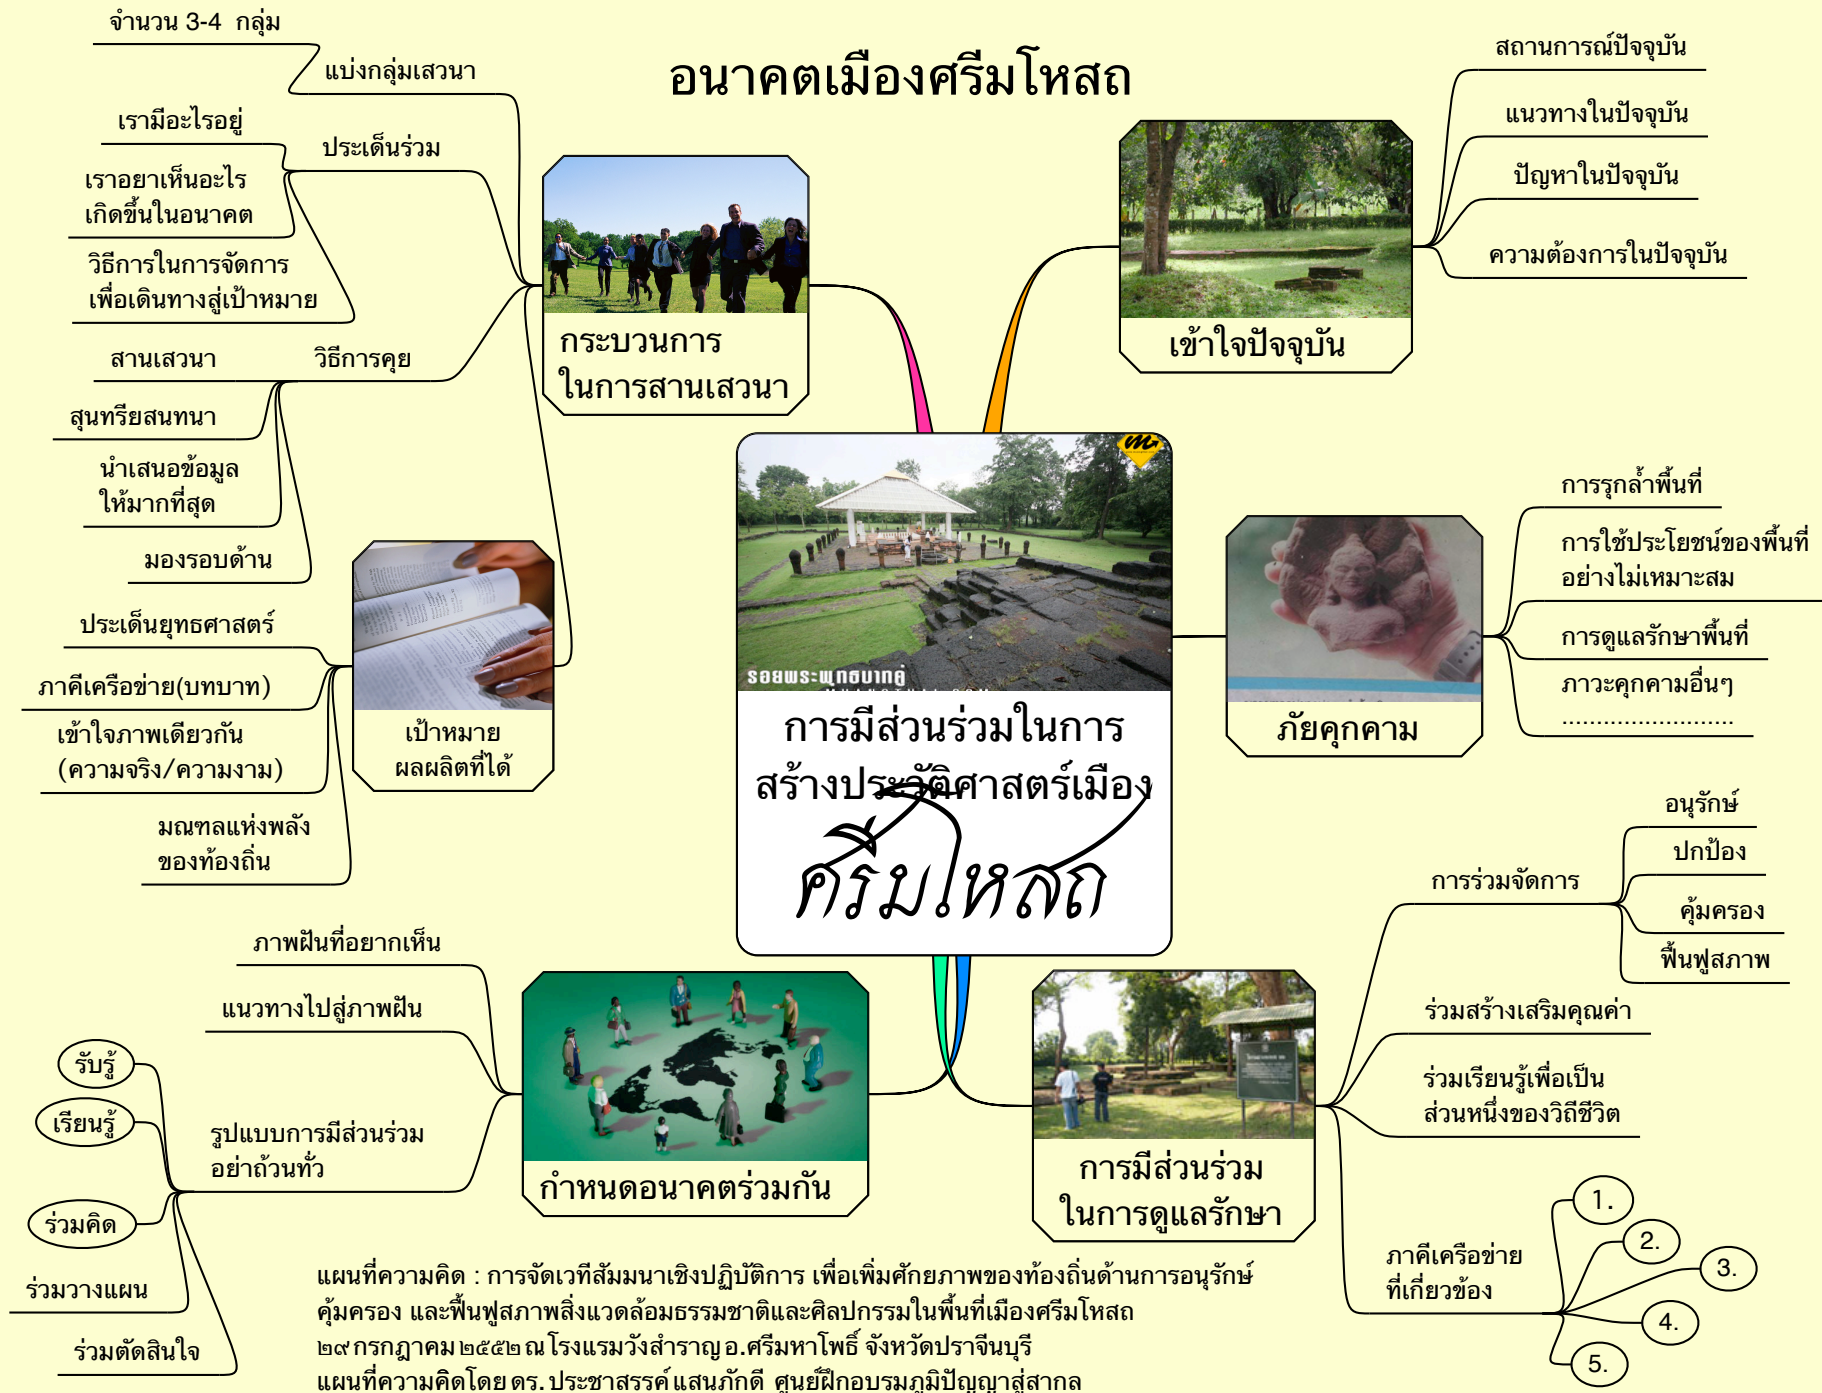 อนาคตเมืองศรีมโหสถ
จำนวน 3-4 กลุ่ม
แบ่งกลุ่มเสวนา
เรามีอะไรอยู่
ประเด็นร่วม
เราอยาเห็นอะไร
เกิดขึ้นในอนาคต
วิธีการในการจัดการ
เพื่อเดินทางสู่เป้าหมาย
สานเสวนา
วิธีการคุย
สุนทรียสนทนา
นำเสนอข้อมูล
ให้มากที่สุด
มองรอบด้าน
กระบวนการ
ในการสานเสวนา
ประเด็นยุทธศาสตร์
ภาคีเครือข่าย(บทบาท)
เข้าใจภาพเดียวกัน
(ความจริง/ความงาม)
มณฑลแห่งพลัง
ของท้องถิ่น
เป้าหมาย
ผลผลิตที่ได้
สถานการณ์ปัจจุบัน
แนวทางในปัจจุบัน
ปัญหาในปัจจุบัน
ความต้องการในปัจจุบัน
เข้าใจปัจจุบัน
รอยพระพุทธบาทคู่
การมีส่วนร่วมในการ
สร้างประวัติศาสตร์เมือง
ศรีมโหสถ
การรุกล้ำพื้นที่
การใช้ประโยชน์ของพื้นที่
อย่างไม่เหมาะสม
การดูแลรักษาพื้นที่
ภาวะคุกคามอื่นๆ
.........................
ภัยคุกคาม
อนุรักษ์
ปกป้อง
การร่วมจัดการ
คุ้มครอง
ฟื้นฟูสภาพ
ร่วมสร้างเสริมคุณค่า
ร่วมเรียนรู้เพื่อเป็น
ส่วนหนึ่งของวิถีชีวิต
การมีส่วนร่วม
ในการดูแลรักษา
ภาคีเครือข่าย
ที่เกี่ยวข้อง
1.
2.
3.
4.
5.
ภาพฝันที่อยากเห็น
แนวทางไปสู่ภาพฝัน
รับรู้
เรียนรู้
รูปแบบการมีส่วนร่วม
อย่าถ้วนทั่ว
ร่วมคิด
ร่วมวางแผน
ร่วมตัดสินใจ
กำหนดอนาคตร่วมกัน
แผนที่ความคิด : การจัดเวทีสัมมนาเชิงปฏิบัติการ เพื่อเพิ่มศักยภาพของท้องถิ่นด้านการอนุรักษ์
คุ้มครอง และฟื้นฟูสภาพสิ่งแวดล้อมธรรมชาติและศิลปกรรมในพื้นที่เมืองศรีมโหสถ
๒๙ กรกฎาคม ๒๕๕๒ ณ โรงแรมวังสำราญ อ.ศรีมหาโพธิ์ จังหวัดปราจีนบุรี
แผนที่ความคิดโดย ดร. ประชาสรรค์ แสนภักดี ศูนย์ฝึกอบรมภูมิปัญญาสู่สากล